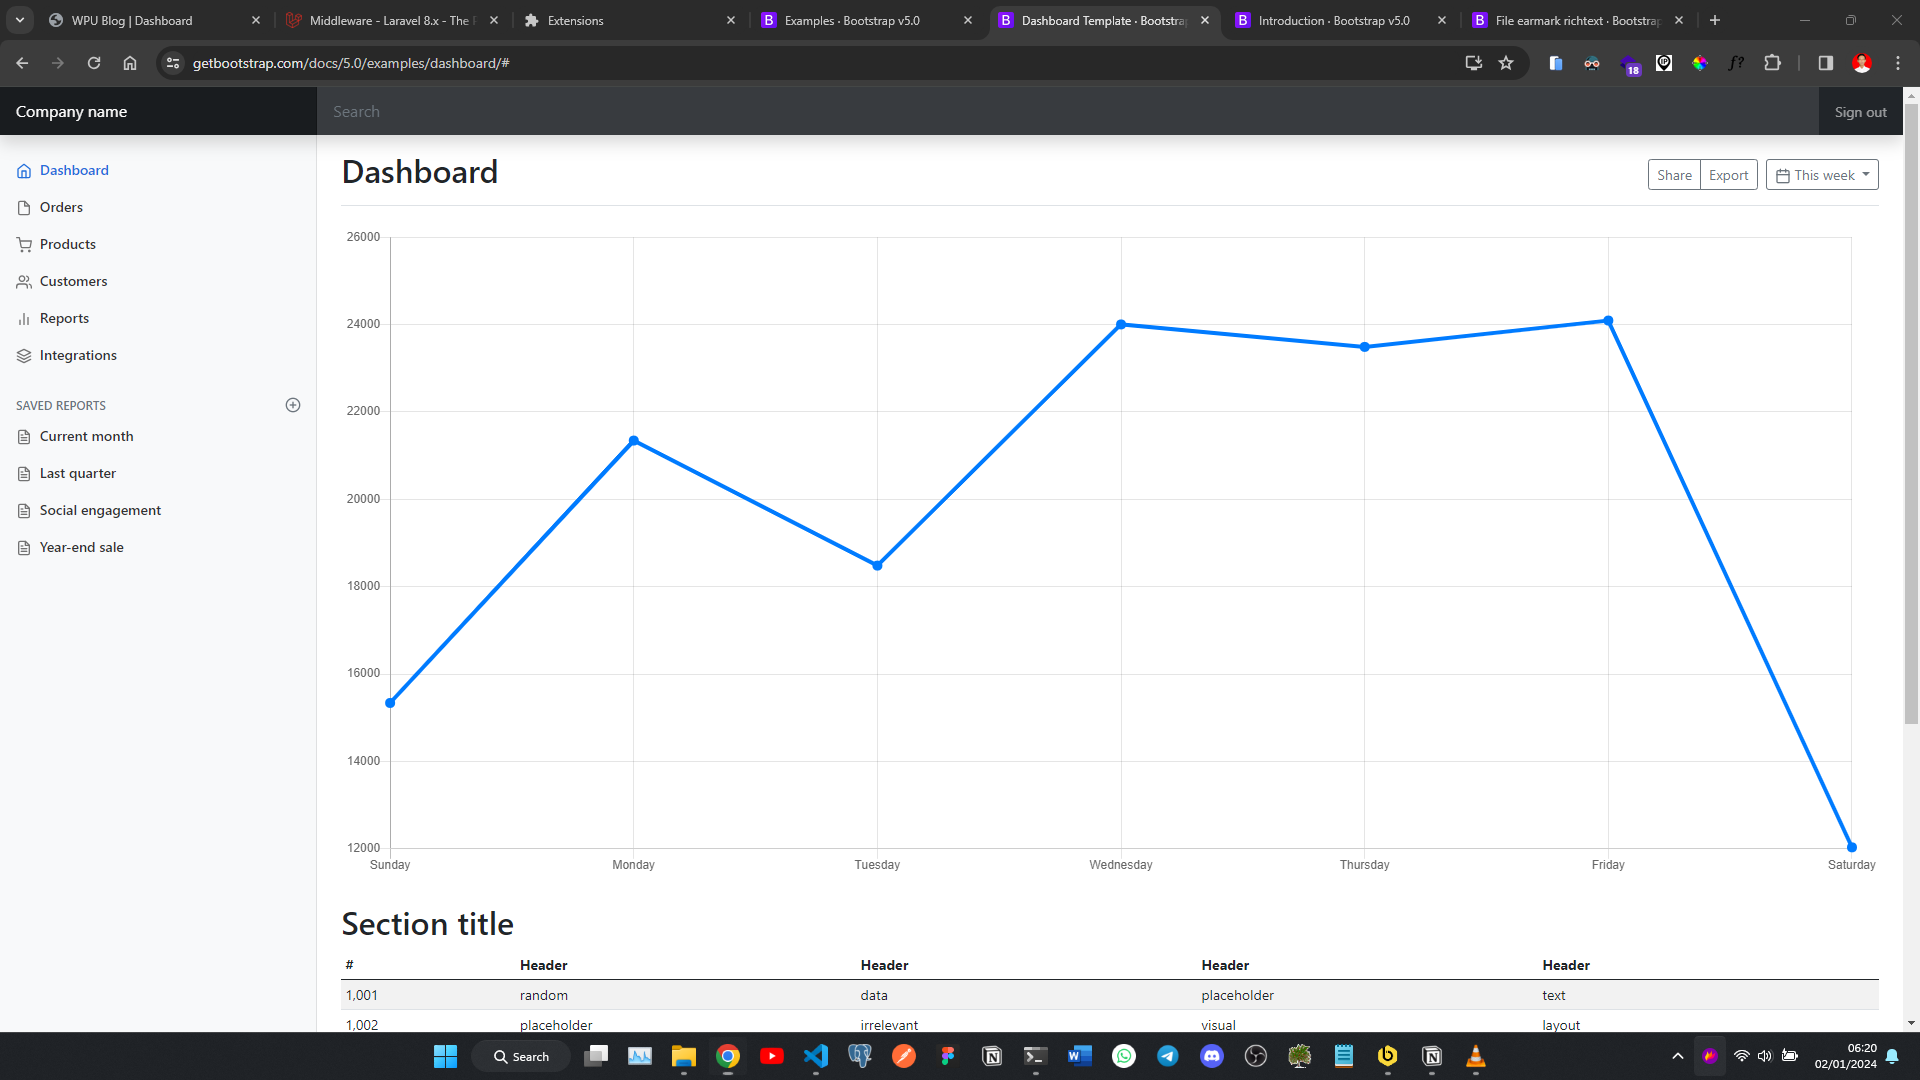 WPU Blog | Dashboard
Middleware - Laravel 8.x - The
Extensions
Examples · Bootstrap v5.0
Dashboard Template · Bootstrap
Introduction · Bootstrap v5.0
File earmark richtext · Bootstrap
getbootstrap.com/docs/5.0/examples/dashboard/#
18
f?
Company name
Search
Sign out
Dashboard
Orders
Products
Customers
Reports
Integrations
SAVED REPORTS
Current month
Last quarter
Social engagement
Year-end sale
Dashboard
Share
Export
This week
26000
24000
22000
20000
18000
16000
14000
12000
Sunday Monday Tuesday Wednesday Thursday Friday Saturday
Section title
# Header Header Header Header
1,001 random data placeholder text
1,002 placeholder irrelevant visual layout
Search
06:20
02/01/2024